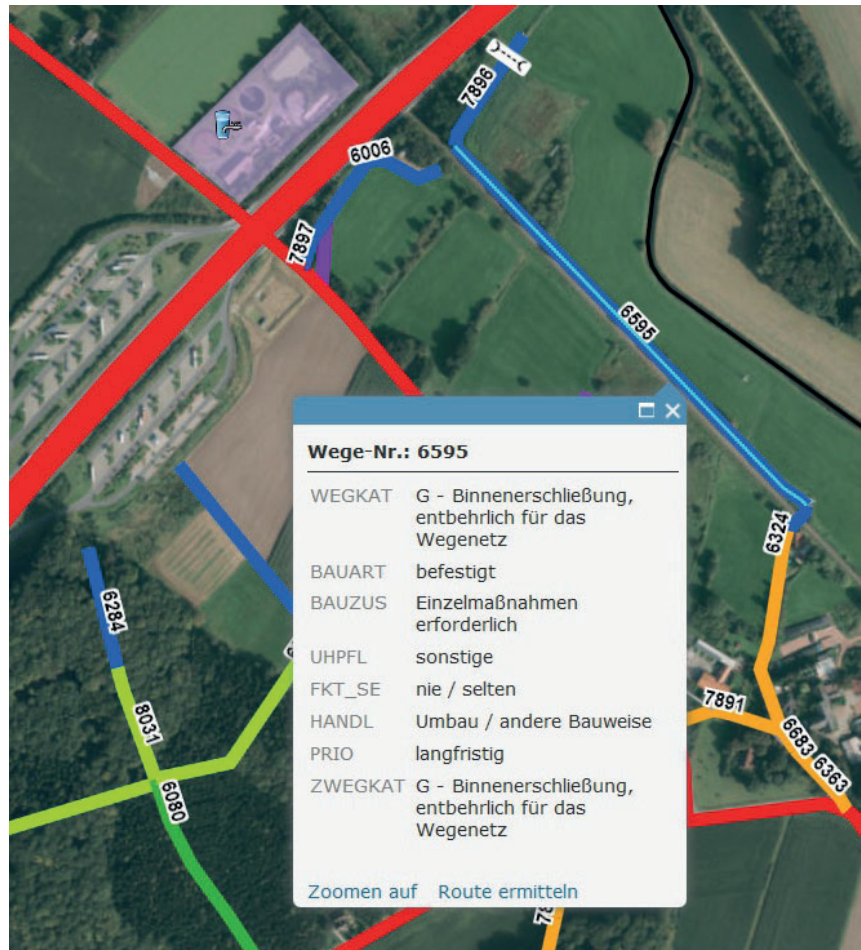 7896
6006
7897
6595
Wege-Nr.: 6595
WEGKAT G - Binnenerschließung,
entbehrlich für das
Wegenetz
BAUART befestigt
BAUZUS Einzelmaßnahmen
erforderlich
UHPFL sonstige
FKT_SE nie / selten
HANDL Umbau / andere Bauweise
PRIO langfristig
ZWEGKAT G - Binnenerschließung,
entbehrlich für das
Wegenetz
Zoomen auf Route ermitteln
6324
6284
8031
6080
7891
6683
6363